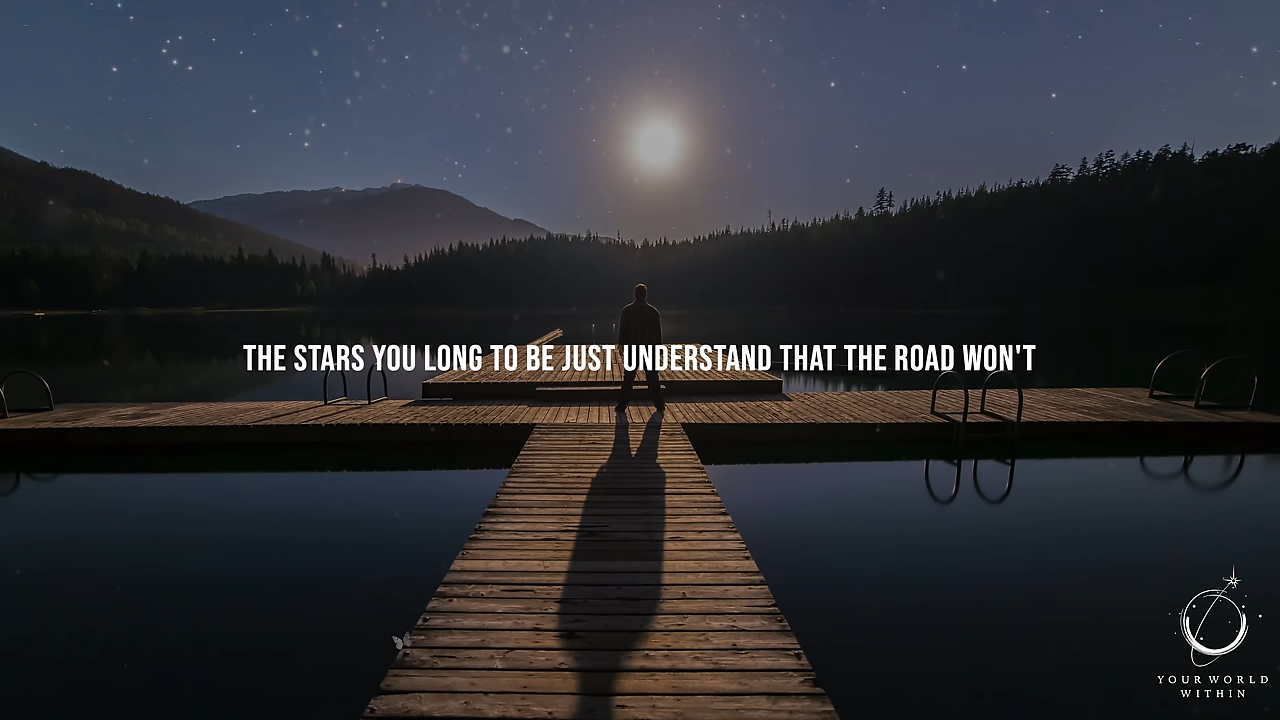 THE STARS YOU LONG TO BE JUST UNDERSTAND THAT THE ROAD WON'T
YOUR WORLD
WITHIN